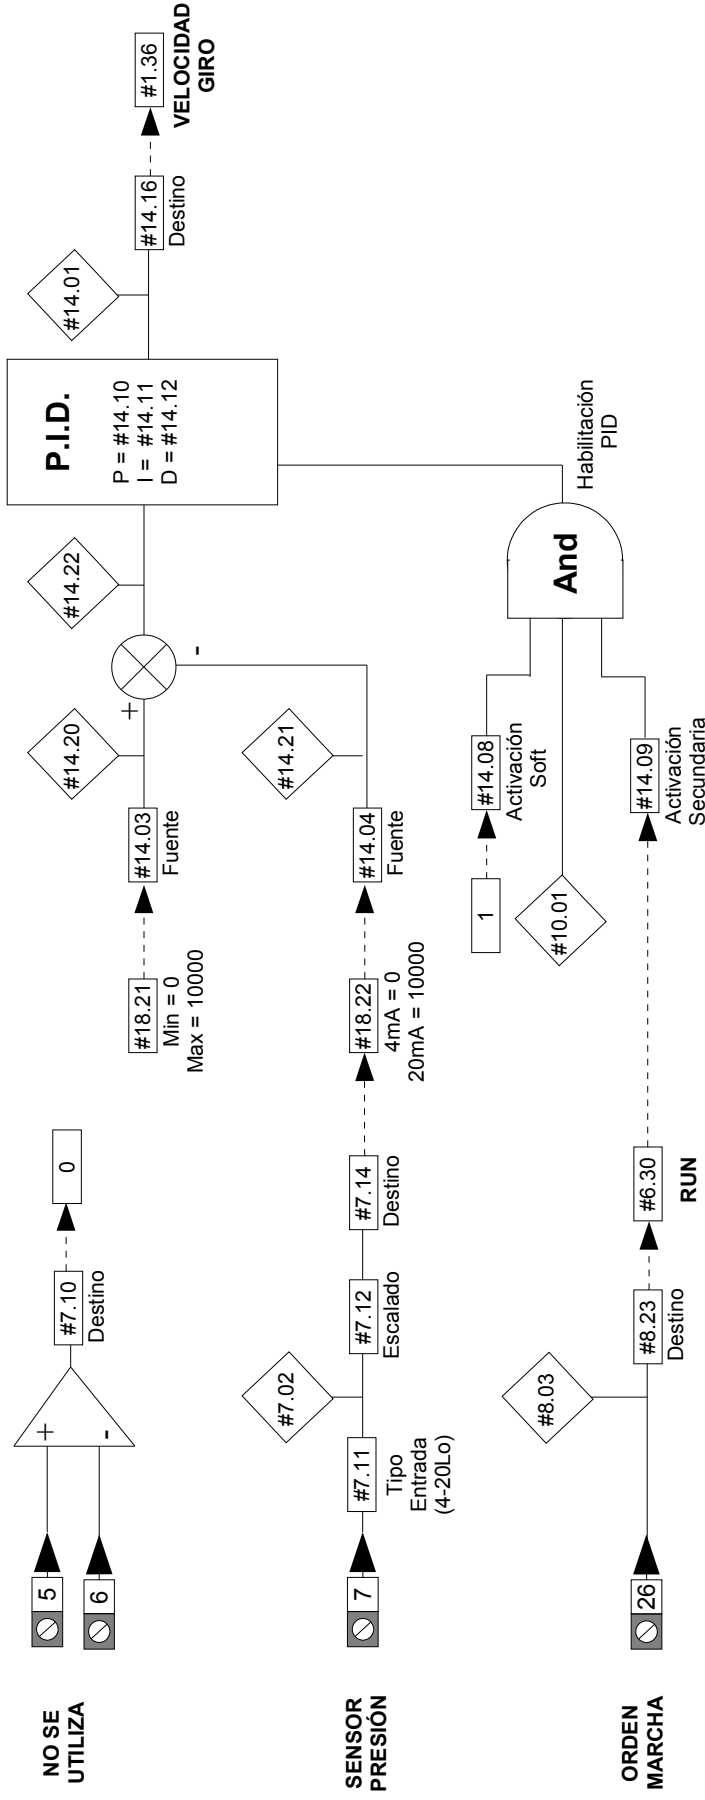 NO SE
UTILIZA
5
6
+
-
#7.10
Destino
0
#18.21
Min = 0
Max = 10000
#14.03
Fuente
#14.20
+
-
#14.22
P.I.D.
P = #14.10
I = #14.11
D = #14.12
#14.01
#14.16
Destino
#1.36
VELOCIDAD
GIRO
SENSOR
PRESIÓN
7
#7.11
Tipo
Entrada
(4-20Lo)
#7.02
#7.12
Escalado
#7.14
Destino
#18.22
4mA = 0
20mA = 10000
#14.04
Fuente
#14.21
1
#14.08
Activación
Soft
#10.01
And
Habilitación
PID
ORDEN
MARCHA
26
#8.03
#8.23
Destino
#6.30
RUN
#14.09
Activación
Secundaria